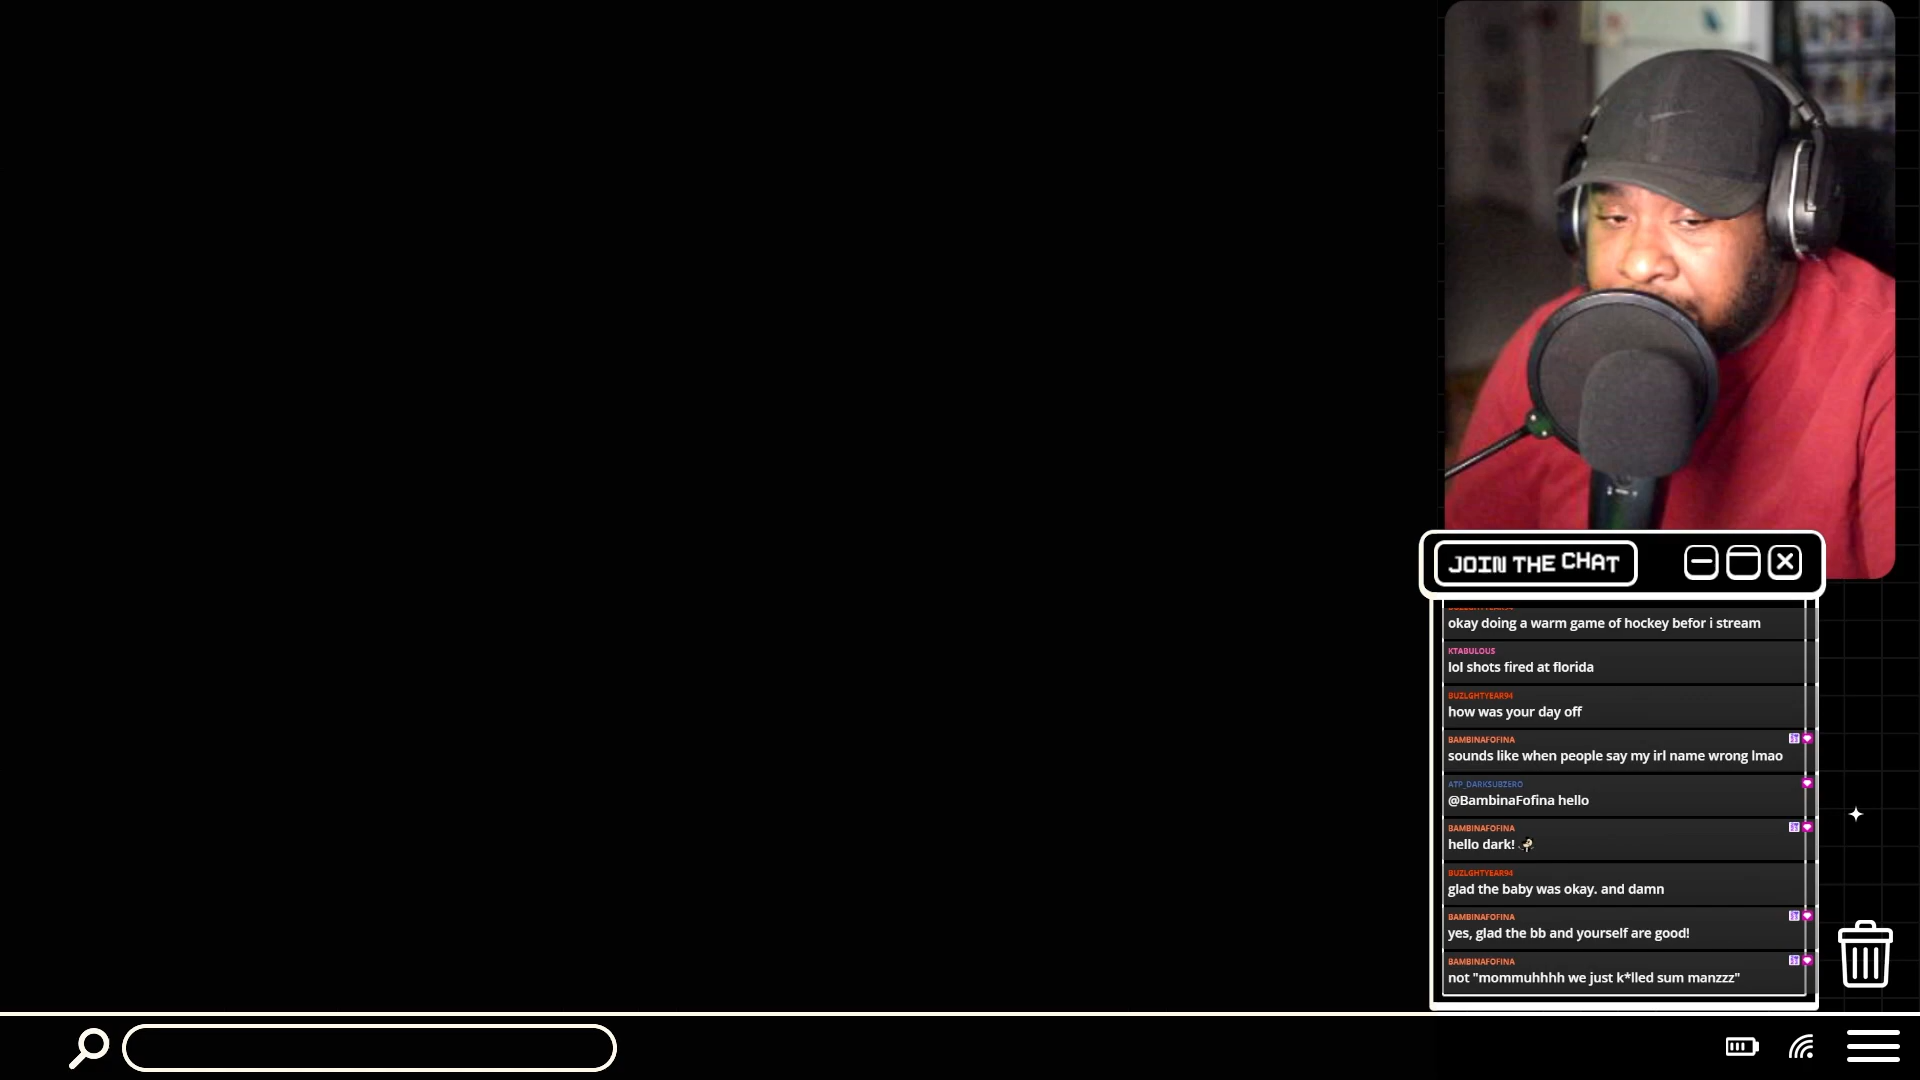 JOIN THE CHAT
BUZLGHTYEAR94
okay doing a warm game of hockey befor i stream
KTABULOUS
lol shots fired at florida
BUZLGHTYEAR94
how was your day off
BAMBINAFOFINA
sounds like when people say my irl name wrong lmao
ATP_DARKSUBZERO
@BambinaFofina hello
BAMBINAFOFINA
hello dark!
BUZLGHTYEAR94
glad the baby was okay. and damn
BAMBINAFOFINA
yes, glad the bb and yourself are good!
BAMBINAFOFINA
not "mommuhhhh we just k*lled sum manzzz"